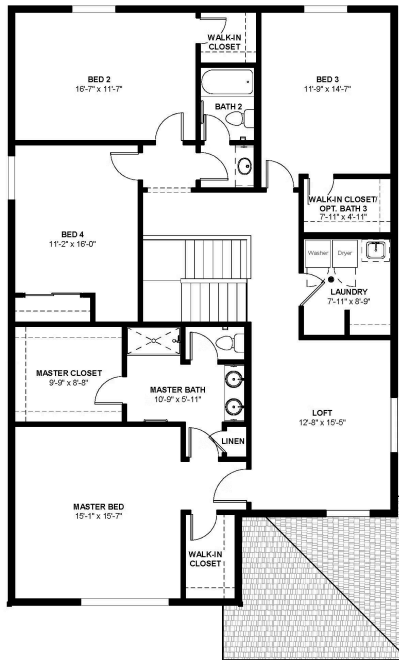 WALK-IN
CLOSET
BED 2
16'-7" x 11'-7"
BED 3
11'-9" x 14'-7"
BATH 2
WALK-IN CLOSET/
OPT. BATH 3
7'-11" x 4'-11"
BED 4
11'-2" x 16'-0"
Washer
Dryer
LAUNDRY
7'-11" x 8'-9"
MASTER CLOSET
9'-9" x 8'-8"
MASTER BATH
10'-9" x 5'-11"
LOFT
12'-8" x 15'-5"
LINEN
MASTER BED
15'-1" x 15'-7"
WALK-IN
CLOSET